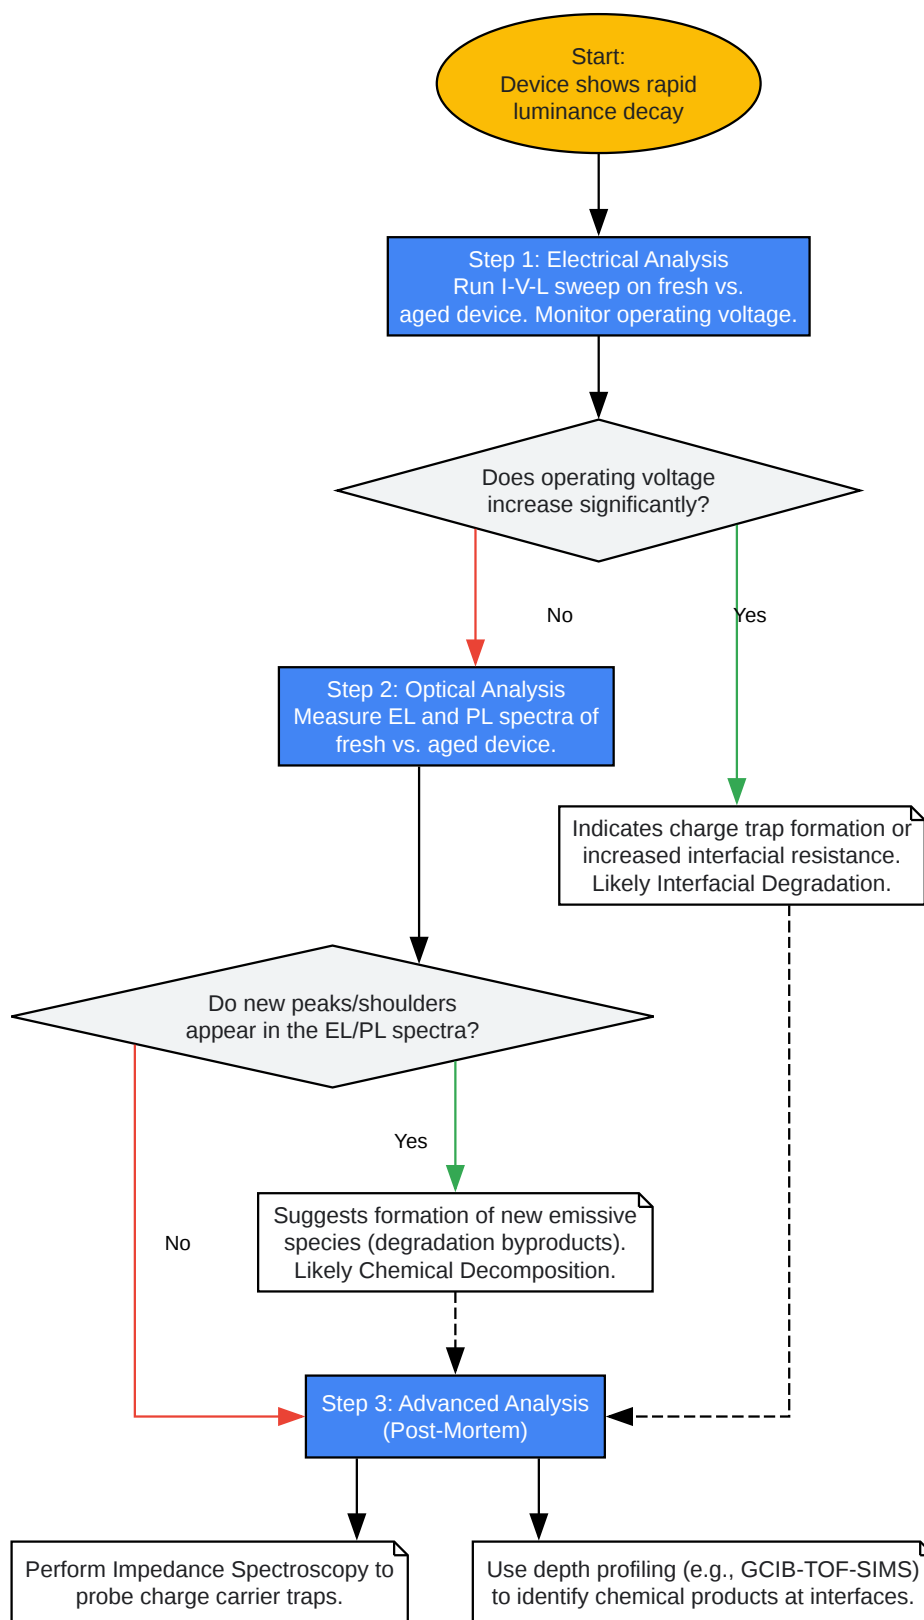 Start:
Device shows rapid
luminance decay
Step 1: Electrical Analysis
Run I-V-L sweep on fresh vs.
aged device. Monitor operating voltage.
Does operating voltage
increase significantly?
No
Yes
Step 2: Optical Analysis
Measure EL and PL spectra of
fresh vs. aged device.
Indicates charge trap formation or
increased interfacial resistance.
Likely Interfacial Degradation.
Do new peaks/shoulders
appear in the EL/PL spectra?
Yes
No
Suggests formation of new emissive
species (degradation byproducts).
Likely Chemical Decomposition.
Step 3: Advanced Analysis
(Post-Mortem)
Perform Impedance Spectroscopy to
probe charge carrier traps.
Use depth profiling (e.g., GCIB-TOF-SIMS)
to identify chemical products at interfaces.